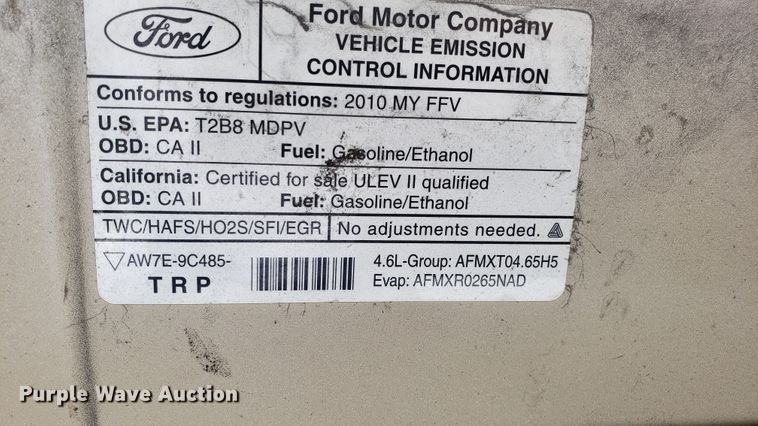 Ford
Ford Motor Company
VEHICLE EMISSION
CONTROL INFORMATION
Conforms to regulations: 2010 MY FFV
U.S. EPA: T2B8 MDPV
OBD: CA II Fuel: Gasoline/Ethanol
California: Certified for sale ULEV II qualified
OBD: CA II Fuel: Gasoline/Ethanol
TWC/HAFS/HO2S/SFI/EGR No adjustments needed.
AW7E-9C485- 4.6L-Group: AFMXT04.65H5
TRP Evap: AFMXR0265NAD
Purple Wave Auction